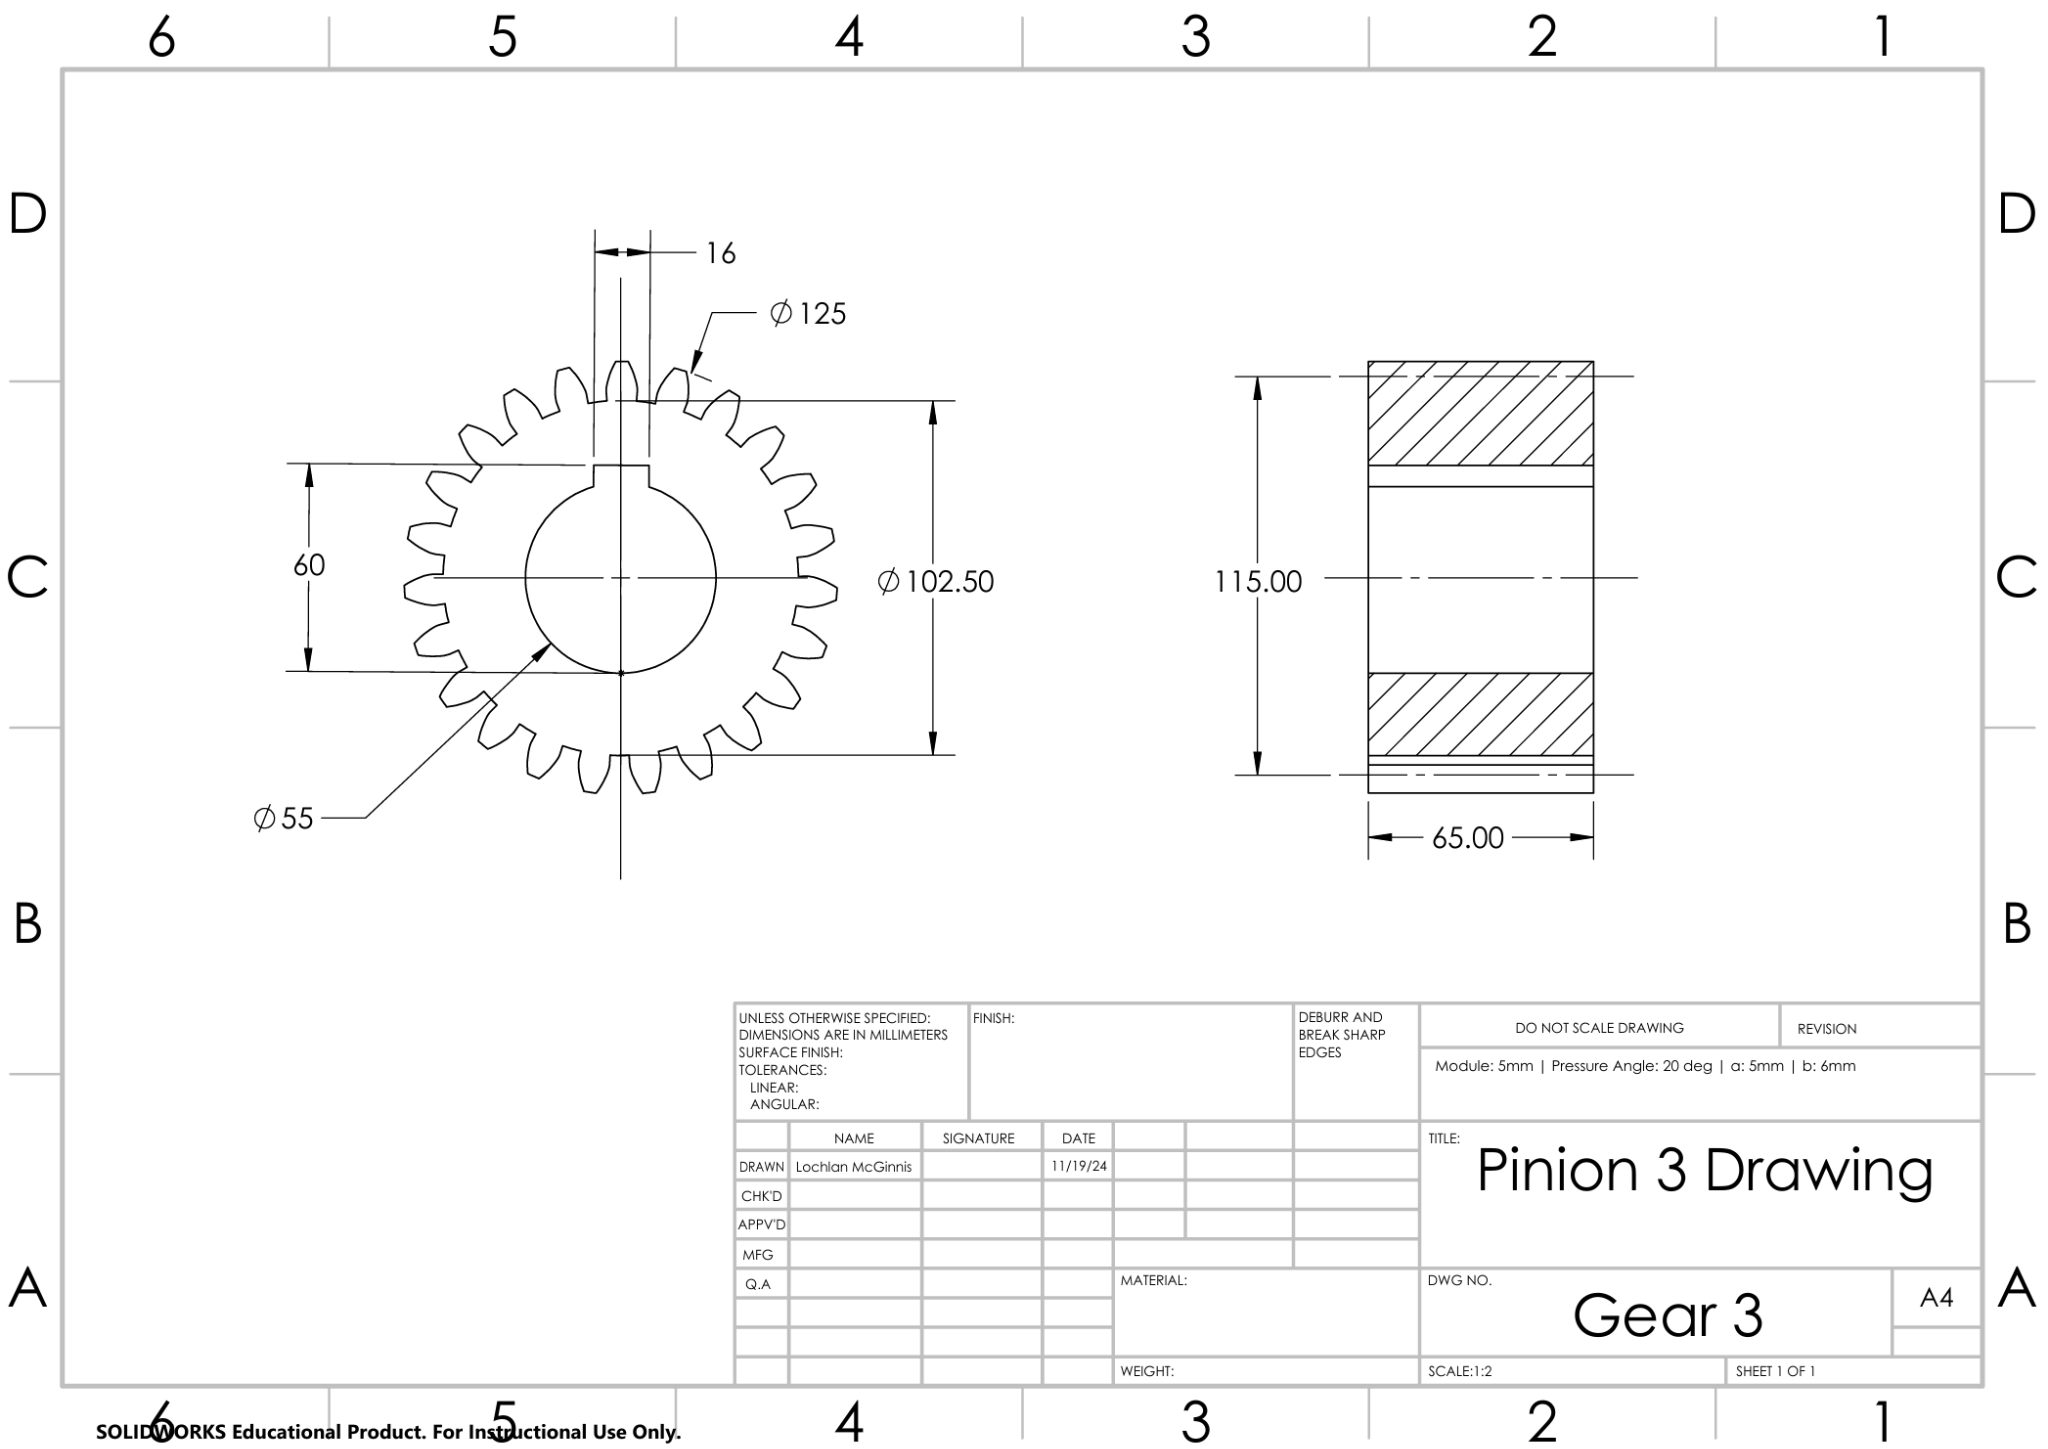 6 5 4 3 2 1
D D
16
⌀125
60
C C
⌀102.50
115.00
⌀55
65.00
B B
UNLESS OTHERWISE SPECIFIED:
DIMENSIONS ARE IN MILLIMETERS
SURFACE FINISH:
TOLERANCES:
LINEAR:
ANGULAR:
FINISH:
DEBURR AND
BREAK SHARP
EDGES
DO NOT SCALE DRAWING
REVISION
Module: 5mm | Pressure Angle: 20 deg | a: 5mm | b: 6mm
NAME SIGNATURE DATE
DRAWN Lochlan McGinnis 11/19/24
CHK'D
APPV'D
MFG
Q.A
TITLE:
Pinion 3 Drawing
A A
MATERIAL:
DWG NO.
Gear 3
A4
WEIGHT:
SCALE:1:2
SHEET 1 OF 1
6 5 4 3 2 1
SOLIDWORKS Educational Product. For Instructional Use Only.